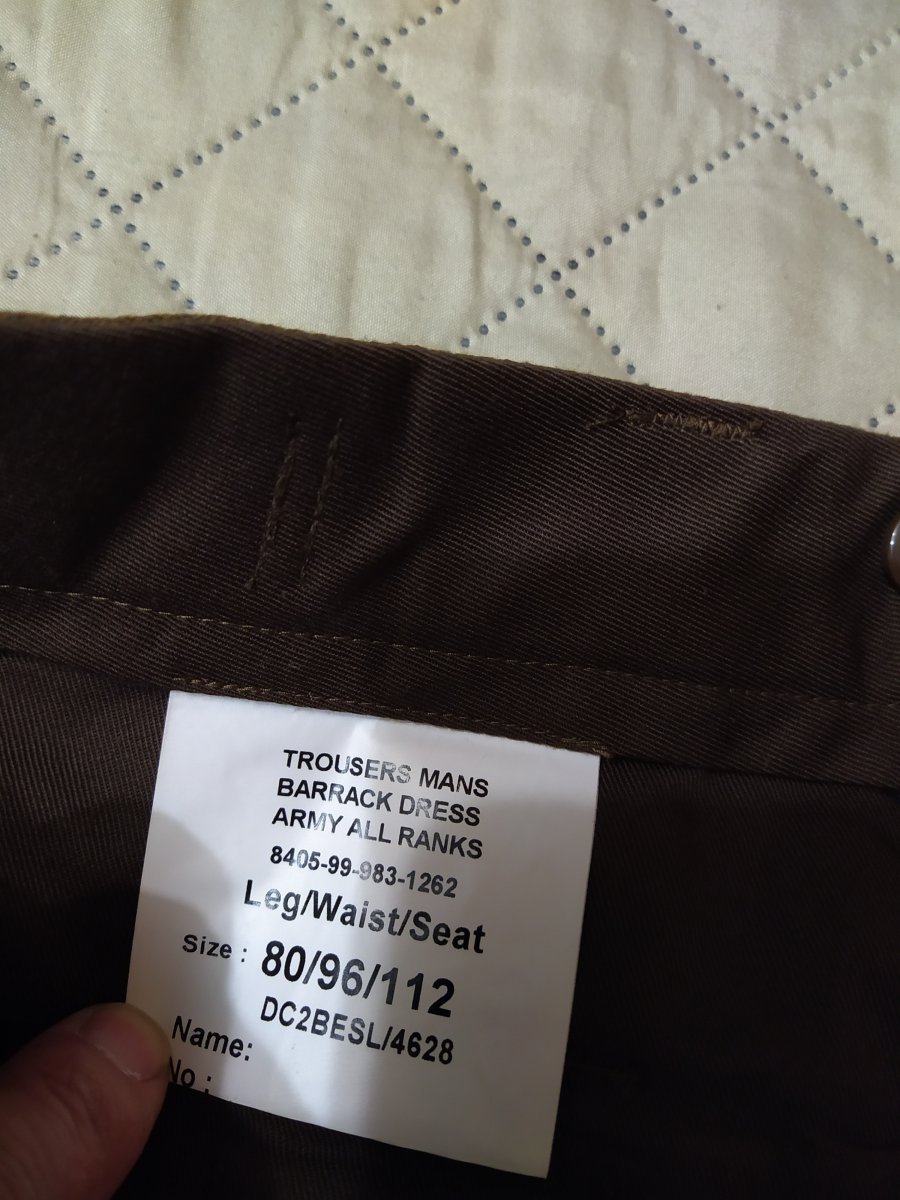 TROUSERS MANS
BARRACK DRESS
ARMY ALL RANKS
8405-99-983-1262
Leg/Waist/Seat
Size : 80/96/112
DC2BESL/4628
Name:
No :